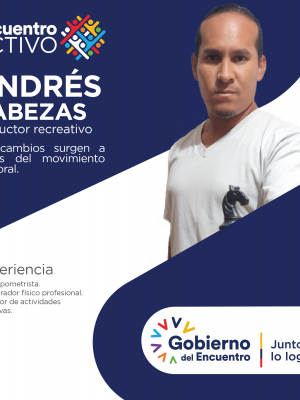 cuentro
CTIVO
NDRÉS
ABEZAS
uctor recreativo
cambios surgen a
s del movimiento
oral.
eriencia
opometrista.
rador físico profesional.
or de actividades
vas.
Gobierno
del Encuentro
Junto
lo log